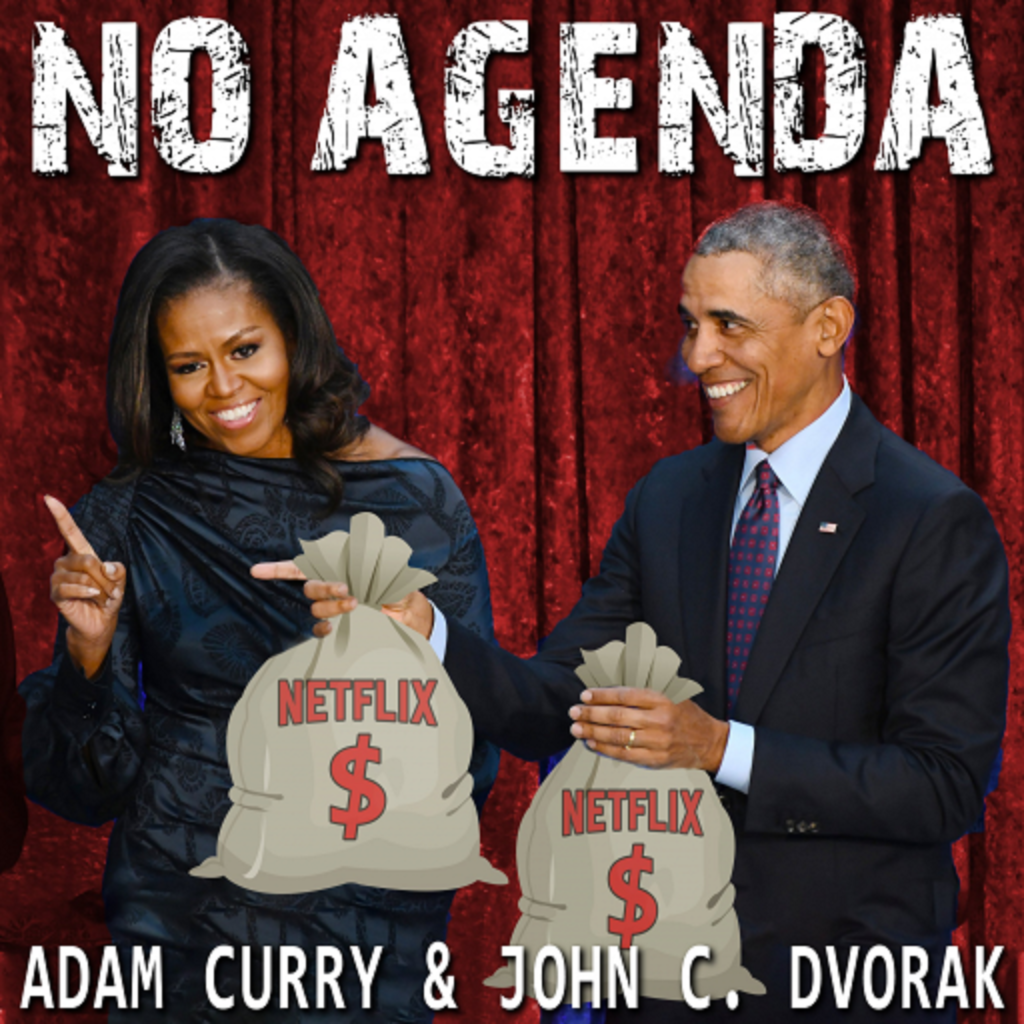 NO AGENDA
NETFLIX
$
NETFLIX
$
ADAM CURRY & JOHN C. DVORAK